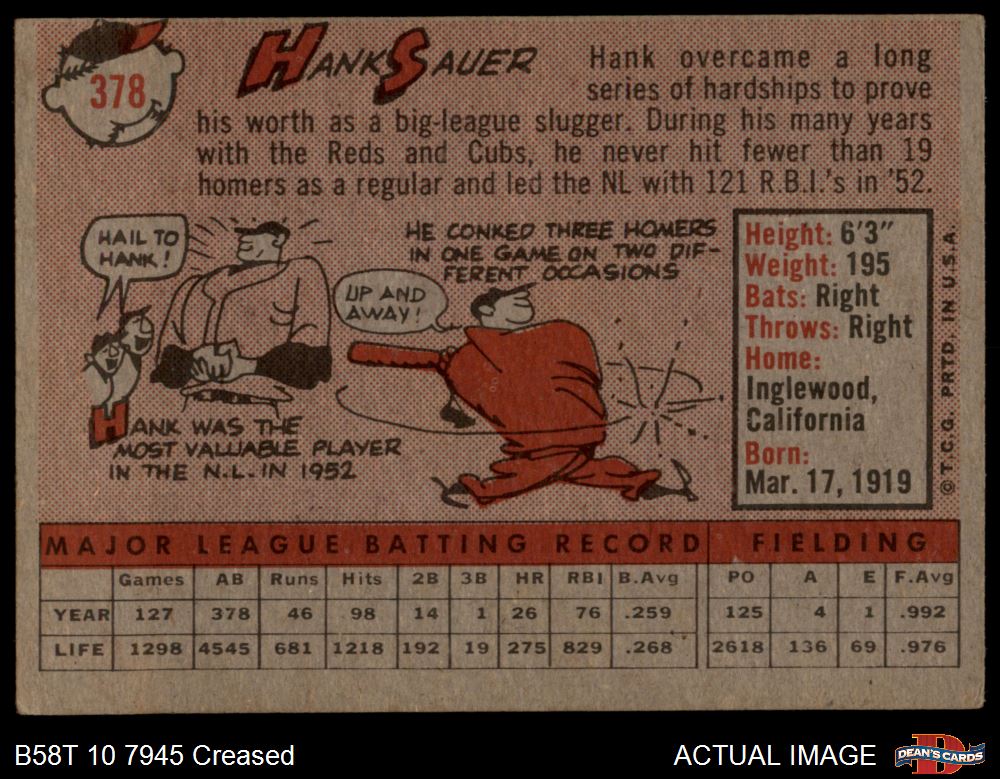 378
HANK SAUER
Hank overcame a long
series of hardships to prove
his worth as a big-league slugger. During his many years
with the Reds and Cubs, he never hit fewer than 19
homers as a regular and led the NL with 121 R.B.I.'s in '52.
HAIL TO
HANK!
HANK WAS THE
MOST VALUABLE PLAYER
IN THE N.L. IN 1952
HE CONKED THREE HOMERS
IN ONE GAME ON TWO DIF-
FERENT OCCASIONS
UP AND
AWAY!
Height: 6'3"
Weight: 195
Bats: Right
Throws: Right
Home:
Inglewood,
California
Born:
Mar. 17, 1919
© T.C.G. PRTD. IN U.S.A.
MAJOR LEAGUE BATTING RECORD FIELDING
Games AB Runs Hits 2B 3B HR RBI B.Avg PO A E F.Avg
YEAR 127 378 46 98 14 1 26 76 .259 125 4 1 .992
LIFE 1298 4545 681 1218 192 19 275 829 .268 2618 136 69 .976
B58T 10 7945 Creased ACTUAL IMAGE DEAN'S CARDS